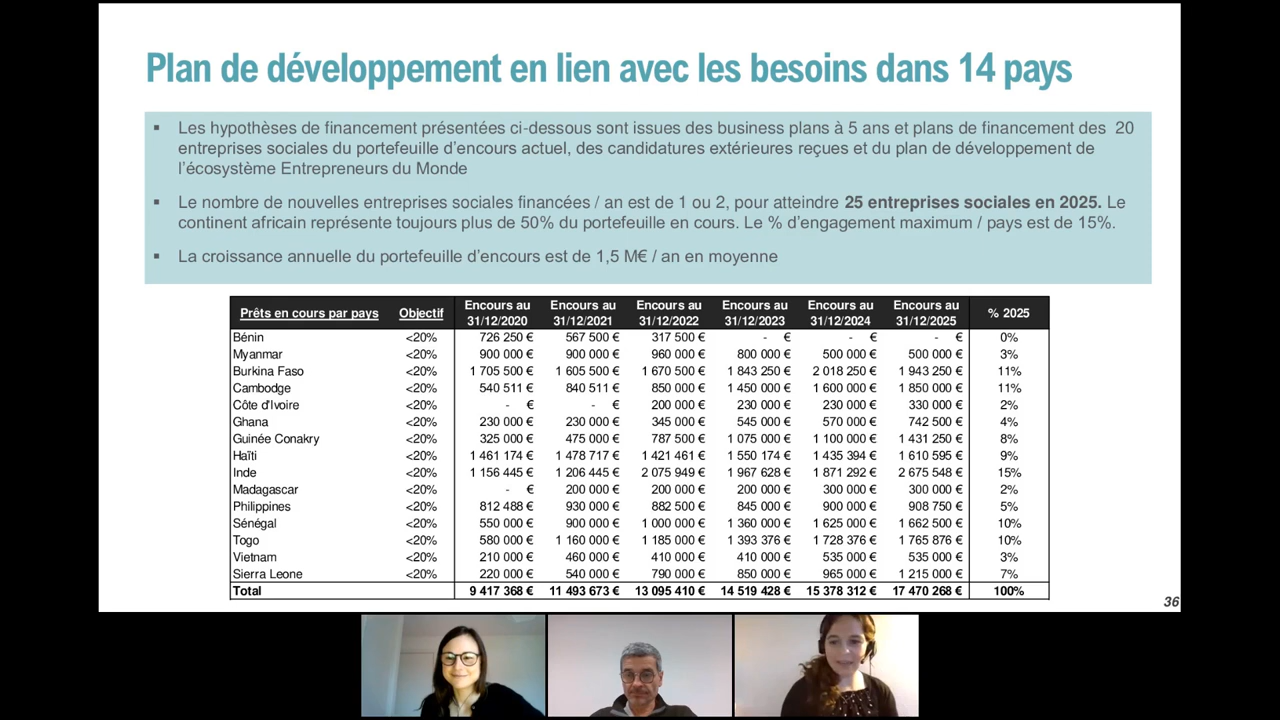 Plan de développement en lien avec les besoins dans 14 pays
▪ Les hypothèses de financement présentées ci-dessous sont issues des business plans à 5 ans et plans de financement des 20
entreprises sociales du portefeuille d’encours actuel, des candidatures extérieures reçues et du plan de développement de
l’écosystème Entrepreneurs du Monde
▪ Le nombre de nouvelles entreprises sociales financées / an est de 1 ou 2, pour atteindre 25 entreprises sociales en 2025. Le
continent africain représente toujours plus de 50% du portefeuille en cours. Le % d’engagement maximum / pays est de 15%.
▪ La croissance annuelle du portefeuille d’encours est de 1,5 M€ / an en moyenne
Prêts en cours par pays Objectif Encours au 31/12/2020 Encours au 31/12/2021 Encours au 31/12/2022 Encours au 31/12/2023 Encours au 31/12/2024 Encours au 31/12/2025 % 2025
Bénin <20% 726 250 € 567 500 € 317 500 € - € - € - € 0%
Myanmar <20% 900 000 € 900 000 € 960 000 € 800 000 € 500 000 € 500 000 € 3%
Burkina Faso <20% 1 705 500 € 1 605 500 € 1 670 500 € 1 843 250 € 2 018 250 € 1 943 250 € 11%
Cambodge <20% 540 511 € 840 511 € 850 000 € 1 450 000 € 1 600 000 € 1 850 000 € 11%
Côte d'Ivoire <20% - € - € 200 000 € 230 000 € 230 000 € 330 000 € 2%
Ghana <20% 230 000 € 230 000 € 345 000 € 545 000 € 570 000 € 742 500 € 4%
Guinée Conakry <20% 325 000 € 475 000 € 787 500 € 1 075 000 € 1 100 000 € 1 431 250 € 8%
Haïti <20% 1 461 174 € 1 478 717 € 1 421 461 € 1 550 174 € 1 435 394 € 1 610 595 € 9%
Inde <20% 1 156 445 € 1 206 445 € 2 075 949 € 1 967 628 € 1 871 292 € 2 675 548 € 15%
Madagascar <20% - € 200 000 € 200 000 € 200 000 € 300 000 € 300 000 € 2%
Philippines <20% 812 488 € 930 000 € 882 500 € 845 000 € 900 000 € 908 750 € 5%
Sénégal <20% 550 000 € 900 000 € 1 000 000 € 1 360 000 € 1 625 000 € 1 662 500 € 10%
Togo <20% 580 000 € 1 160 000 € 1 185 000 € 1 393 376 € 1 728 376 € 1 765 876 € 10%
Vietnam <20% 210 000 € 460 000 € 410 000 € 410 000 € 535 000 € 535 000 € 3%
Sierra Leone <20% 220 000 € 540 000 € 790 000 € 850 000 € 965 000 € 1 215 000 € 7%
Total 9 417 368 € 11 493 673 € 13 095 410 € 14 519 428 € 15 378 312 € 17 470 268 € 100%
36